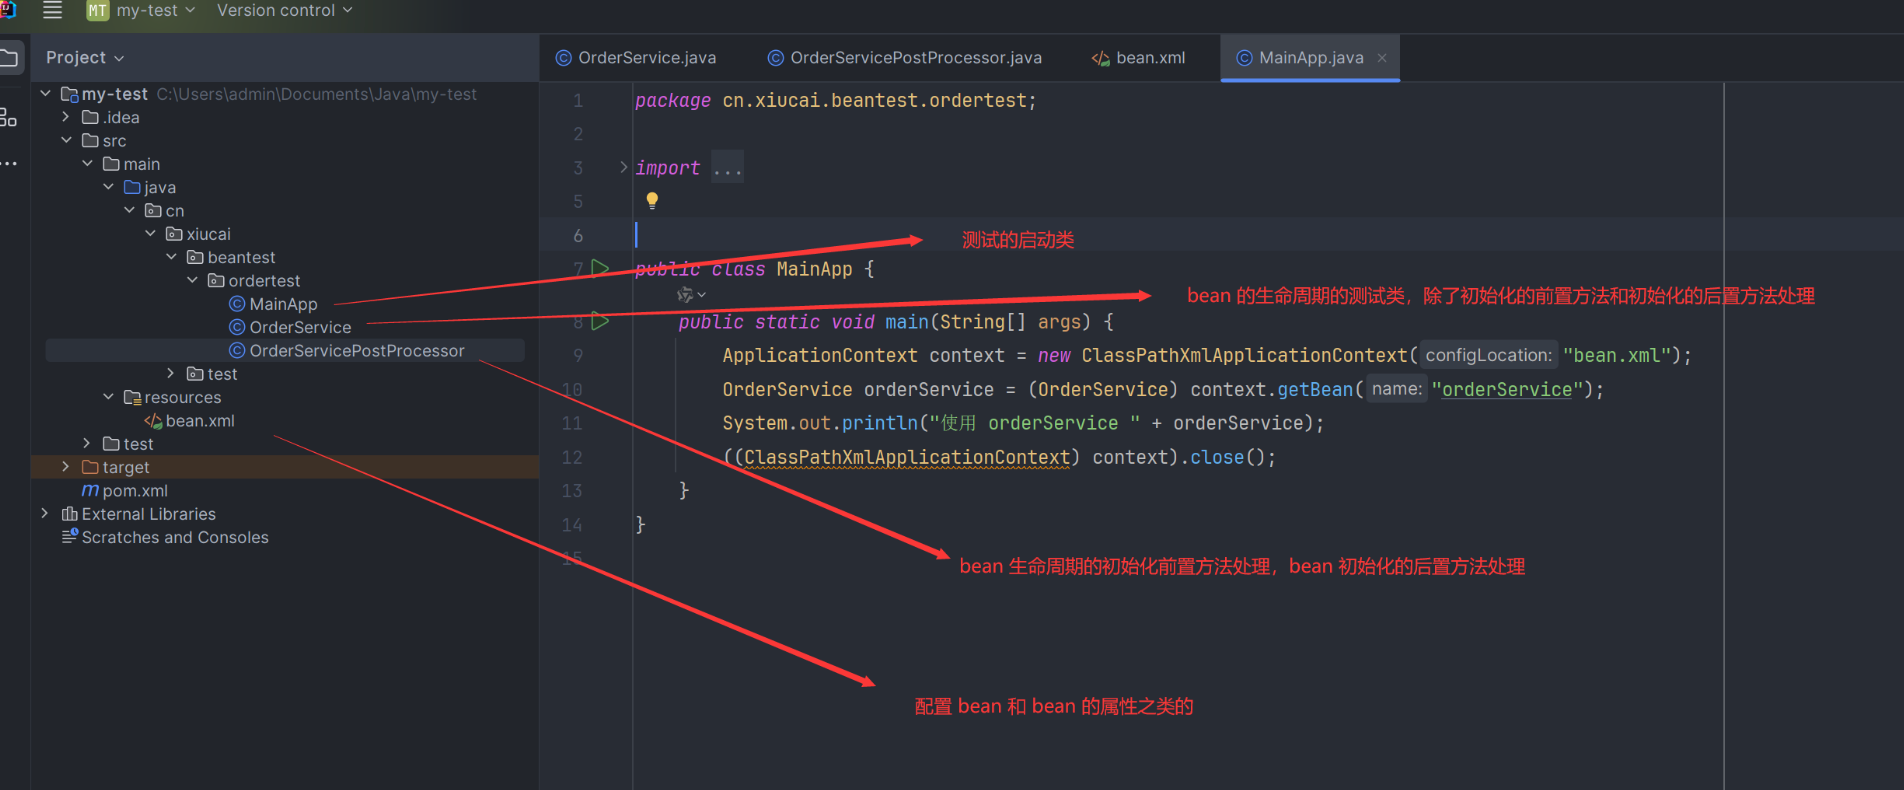 MT my-test Version control
Project
my-test C:\Users\admin\Documents\Java\my-test
.idea
src
main
java
cn
xiucai
beantest
ordertest
MainApp
OrderService
OrderServicePostProcessor
test
resources
bean.xml
test
target
pom.xml
External Libraries
Scratches and Consoles
OrderService.java OrderServicePostProcessor.java bean.xml MainApp.java
1 package cn.xiucai.beantest.ordertest;
2
3 import ...
5
6
测试的启动类
7 public class MainApp {
bean 的生命周期的测试类，除了初始化的前置方法和初始化的后置方法处理
8 public static void main(String[] args) {
9 ApplicationContext context = new ClassPathXmlApplicationContext( configLocation: "bean.xml");
10 OrderService orderService = (OrderService) context.getBean( name: "orderService");
11 System.out.println("使用 orderService " + orderService);
12 ((ClassPathXmlApplicationContext) context).close();
13 }
14 }
15
bean 生命周期的初始化前置方法处理，bean 初始化的后置方法处理
配置 bean 和 bean 的属性之类的